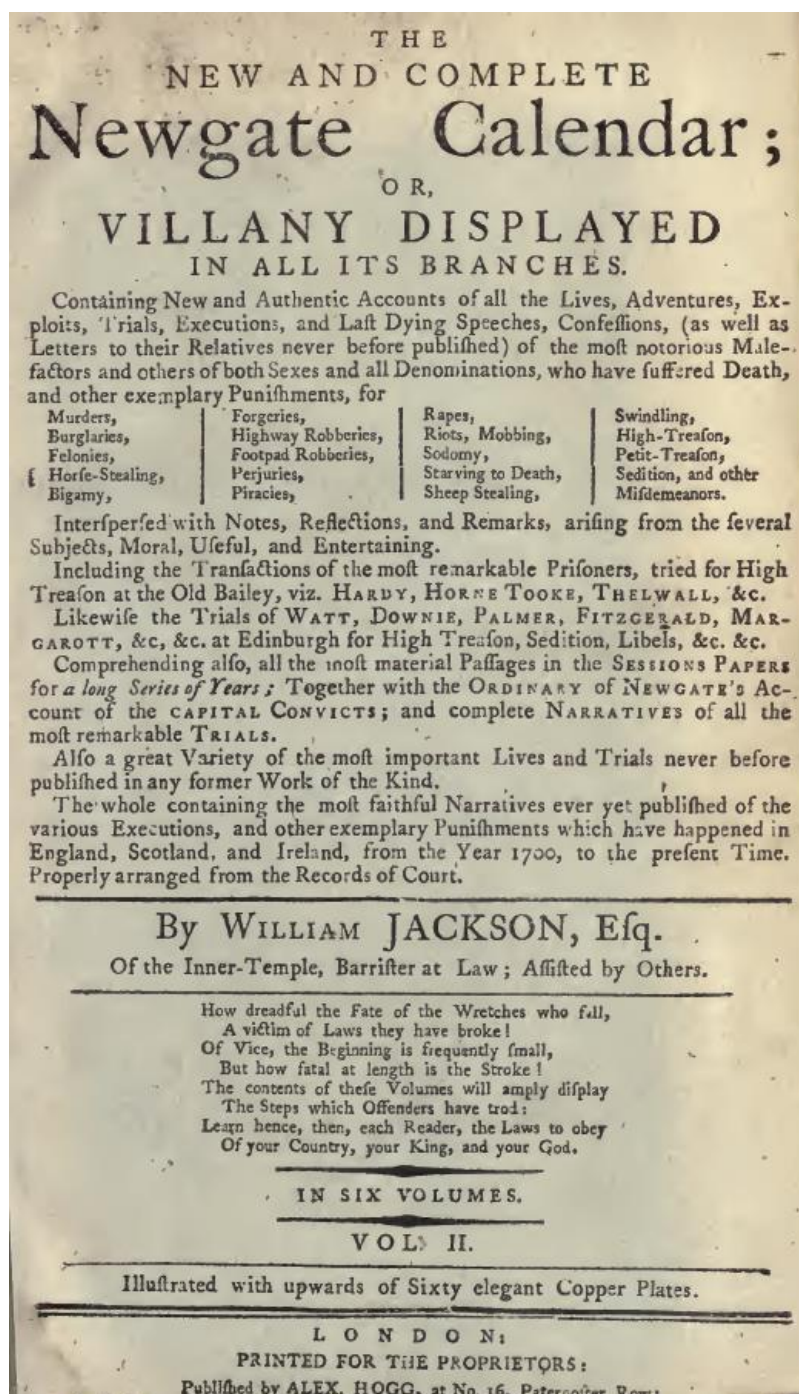 THE
NEW AND COMPLETE
Newgate Calendar;
OR,
VILLANY DISPLAYED
IN ALL ITS BRANCHES.
Containing New and Authentic Accounts of all the Lives, Adventures, Ex-
ploits, Trials, Executions, and Laſt Dying Speeches, Confeſſions, (as well as
Letters to their Relatives never before publiſhed) of the moſt notorious Male-
factors and others of both Sexes and all Denominations, who have ſuffered Death,
and other exemplary Puniſhments, for
Murders,
Burglaries,
Felonies,
Horſe-Stealing,
Bigamy,
Forgeries,
Highway Robberies,
Footpad Robberies,
Perjuries,
Piracies,
Rapes,
Riots, Mobbing,
Sodomy,
Starving to Death,
Sheep Stealing,
Swindling,
High-Treaſon,
Petit-Treaſon,
Sedition, and other
Miſdemeanors.
Interſperſed with Notes, Reflections, and Remarks, ariſing from the ſeveral
Subjects, Moral, Uſeful, and Entertaining.
Including the Tranſactions of the moſt remarkable Priſoners, tried for High
Treaſon at the Old Bailey, viz. HARDY, HORNE TOOKE, THELWALL, &c.
Likewiſe the Trials of WATT, DOWNIE, PALMER, FITZGERALD, MAR-
GAROTT, &c, &c. at Edinburgh for High Treaſon, Sedition, Libels, &c. &c.
Comprehending alſo, all the moſt material Paſſages in the SESSIONS PAPERS
for a long Series of Years; Together with the ORDINARY of NEWGATE'S Ac-
count of the CAPITAL CONVICTS; and complete NARRATIVES of all the
moſt remarkable TRIALS.
Alſo a great Variety of the moſt important Lives and Trials never before
publiſhed in any former Work of the Kind.
The whole containing the moſt faithful Narratives ever yet publiſhed of the
various Executions, and other exemplary Puniſhments which have happened in
England, Scotland, and Ireland, from the Year 1700, to the preſent Time.
Properly arranged from the Records of Court.
By WILLIAM JACKSON, Eſq.
Of the Inner-Temple, Barriſter at Law; Aſſiſted by Others.
How dreadful the Fate of the Wretches who fall,
A victim of Laws they have broke!
Of Vice, the Beginning is frequently ſmall,
But how fatal at length is the Stroke!
The contents of theſe Volumes will amply diſplay
The Steps which Offenders have trod:
Learn hence, then, each Reader, the Laws to obey
Of your Country, your King, and your God.
IN SIX VOLUMES.
VOL. II.
Illuſtrated with upwards of Sixty elegant Copper Plates.
LONDON:
PRINTED FOR THE PROPRIETORS:
Publiſhed by ALEX. HOGG, at No. 16, Paternoſter Row;